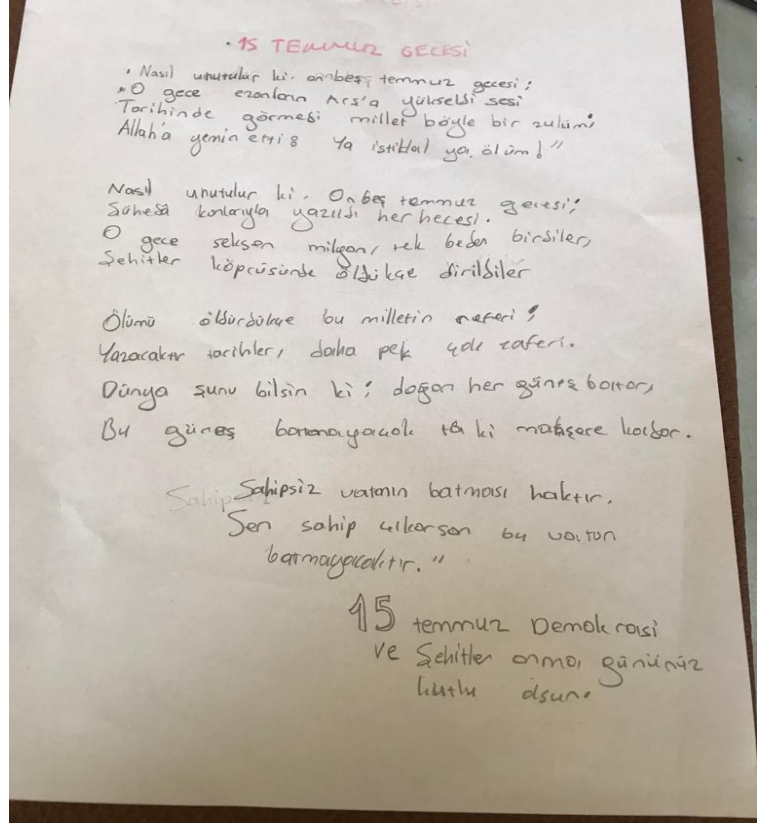 · 15 TEMMUZ GECESİ
· Nasıl unutulur ki. onbeş temmuz gecesi ;
· O gece ezanların Arş'a yükseldi sesi
Tarihinde görmedi millet böyle bir zulüm;
Allah'a yemin etti : Ya istiklal ya, ölüm ! "
Nasıl unutulur ki. Onbeş temmuz gecesi;
Şühedâ kanlarıyla yazıldı her hecesi.
O gece seksen milyon, tek beden birdiler,
Şehitler köprüsünde öldükçe dirildiler
Ölümü öldürdükçe bu milletin neferi ;
Yazacaktır tarihler, daha pek çok zaferi.
Dünya şunu bilsin ki ; doğan her güneş batar,
Bu güneş batmayacak ta ki mahşere kadar.
Sahipsiz vatanın batması haktır.
Sen sahip çıkarsan bu vatan
batmayacaktır. "
15 temmuz Demokrasi
ve Şehitler anma, gününüz
kutlu olsun.